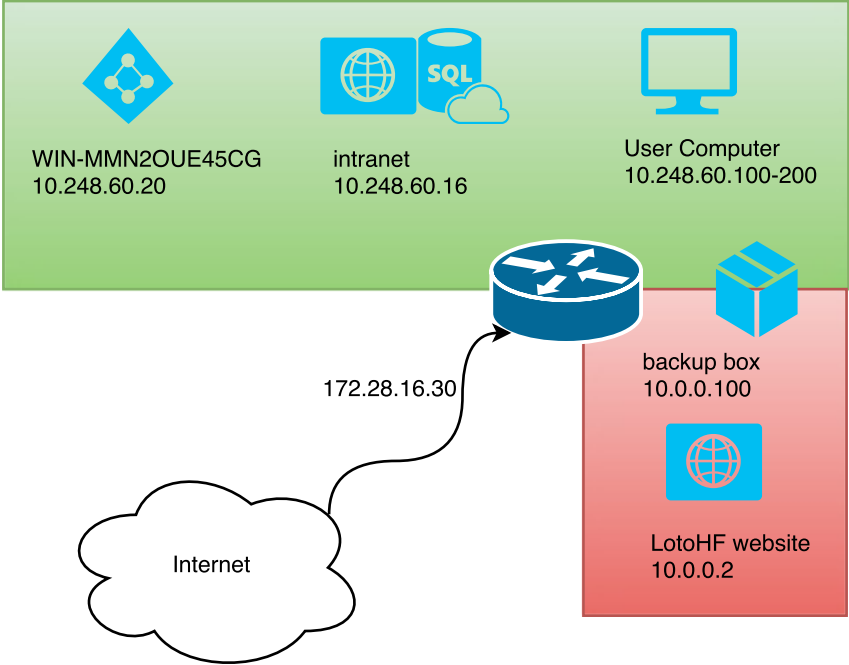 SQL
WIN-MMN2OUE45CG
10.248.60.20
intranet
10.248.60.16
User Computer
10.248.60.100-200
backup box
10.0.0.100
172.28.16.30
LotoHF website
10.0.0.2
Internet